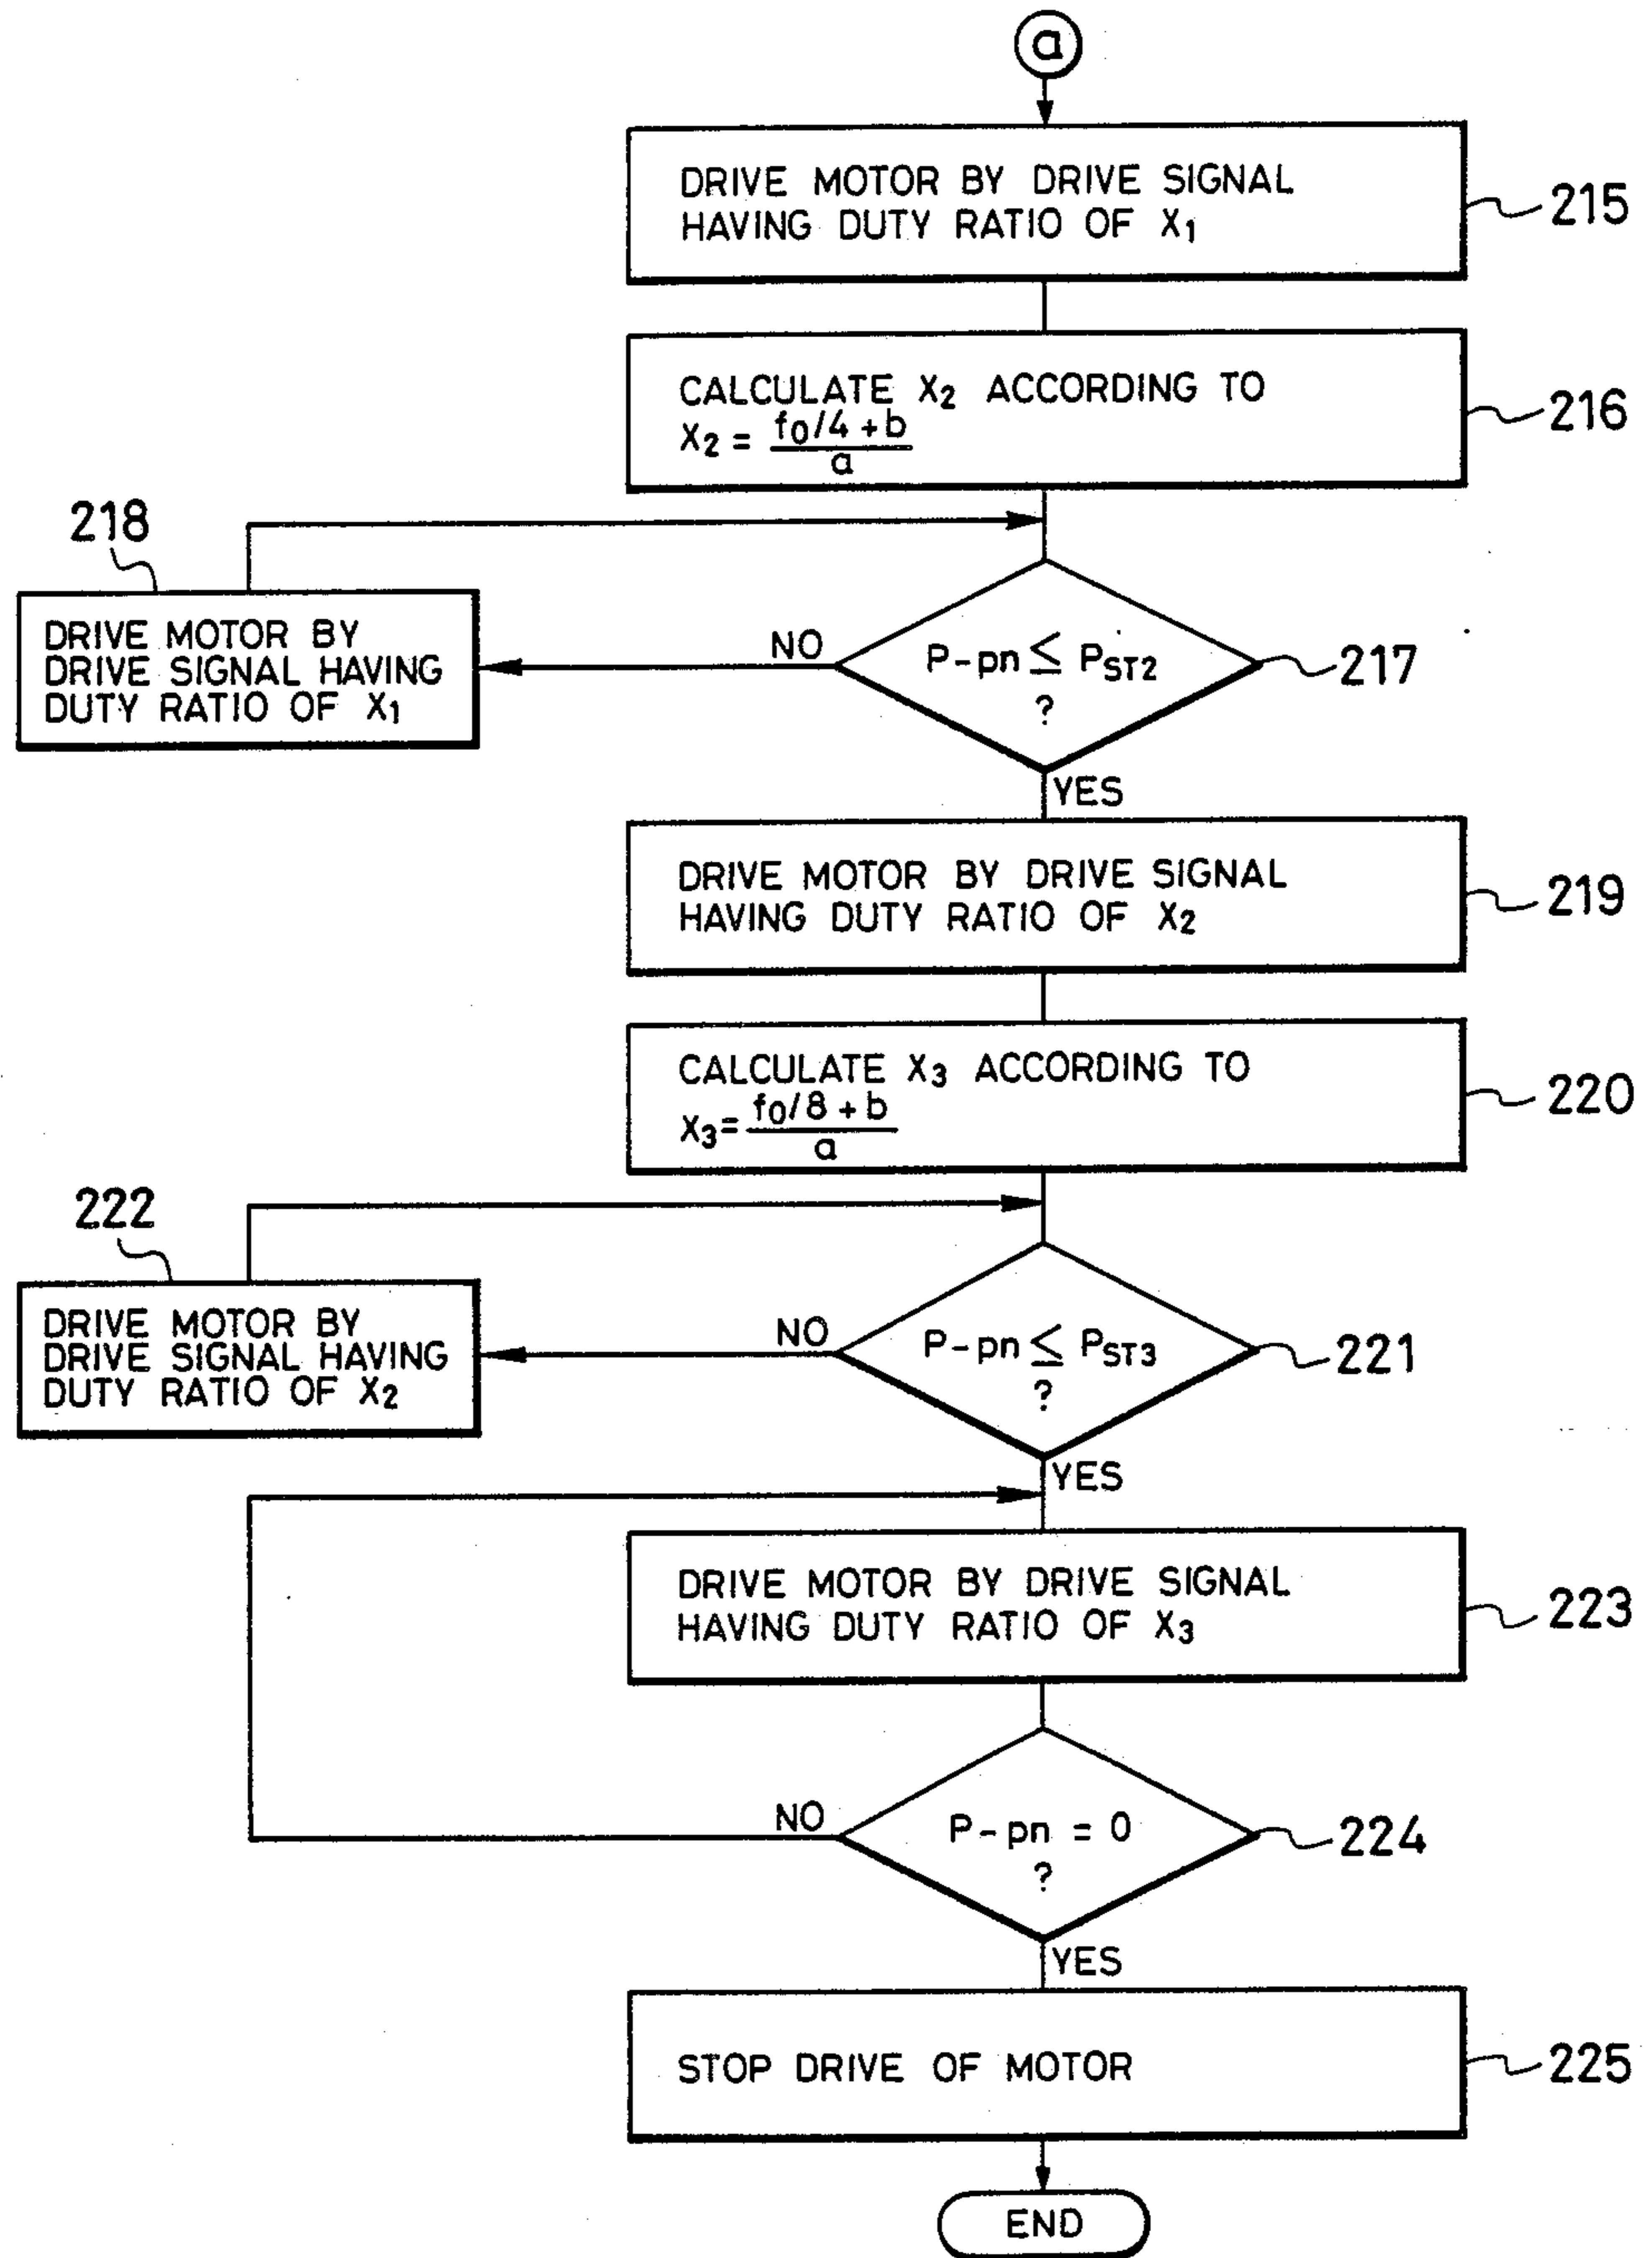 a
DRIVE MOTOR BY DRIVE SIGNAL
HAVING DUTY RATIO OF X₁
215
CALCULATE X₂ ACCORDING TO
X₂ = (f₀/4 + b)/a
216
218
DRIVE MOTOR BY
DRIVE SIGNAL HAVING
DUTY RATIO OF X₁
NO
P-pn ≤ P_ST2
?
217
YES
DRIVE MOTOR BY DRIVE SIGNAL
HAVING DUTY RATIO OF X₂
219
CALCULATE X₃ ACCORDING TO
X₃ = (f₀/8 + b)/a
220
222
DRIVE MOTOR BY
DRIVE SIGNAL HAVING
DUTY RATIO OF X₂
NO
P-pn ≤ P_ST3
?
221
YES
DRIVE MOTOR BY DRIVE SIGNAL
HAVING DUTY RATIO OF X₃
223
NO
P-pn = 0
?
224
YES
STOP DRIVE OF MOTOR
225
END